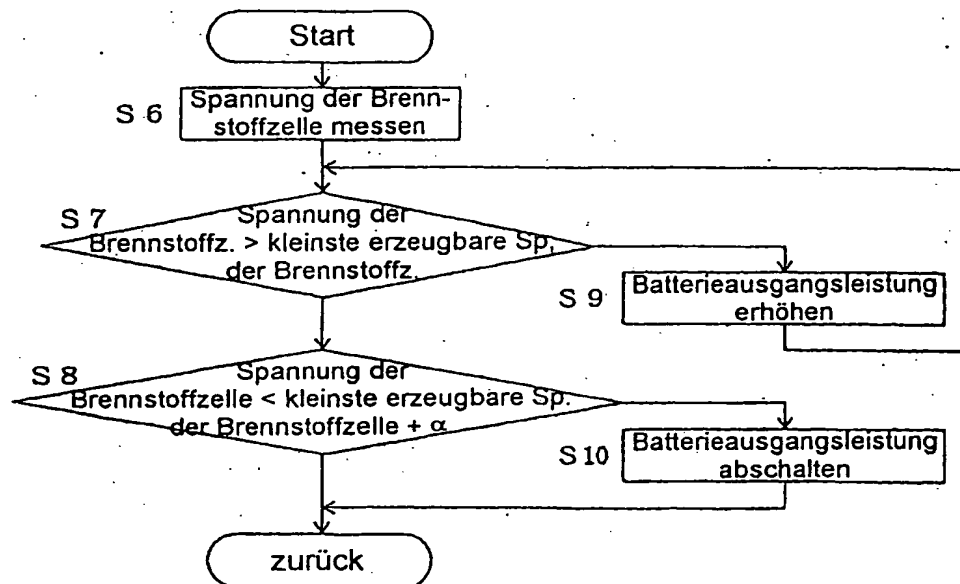 Start
S 6
Spannung der Brenn-
stoffzelle messen
S 7
Spannung der
Brennstoffz. > kleinste erzeugbare Sp.
der Brennstoffz.
S 9
Batterieausgangsleistung
erhöhen
S 8
Spannung der
Brennstoffzelle < kleinste erzeugbare Sp.
der Brennstoffzelle + α
S 10
Batterieausgangsleistung
abschalten
zurück